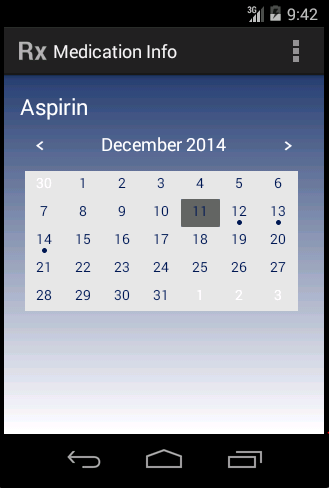 3G 9:42
Rx Medication Info
Aspirin
< December 2014 >
30 1 2 3 4 5 6
7 8 9 10 11 12 13
14 15 16 17 18 19 20
21 22 23 24 25 26 27
28 29 30 31 1 2 3